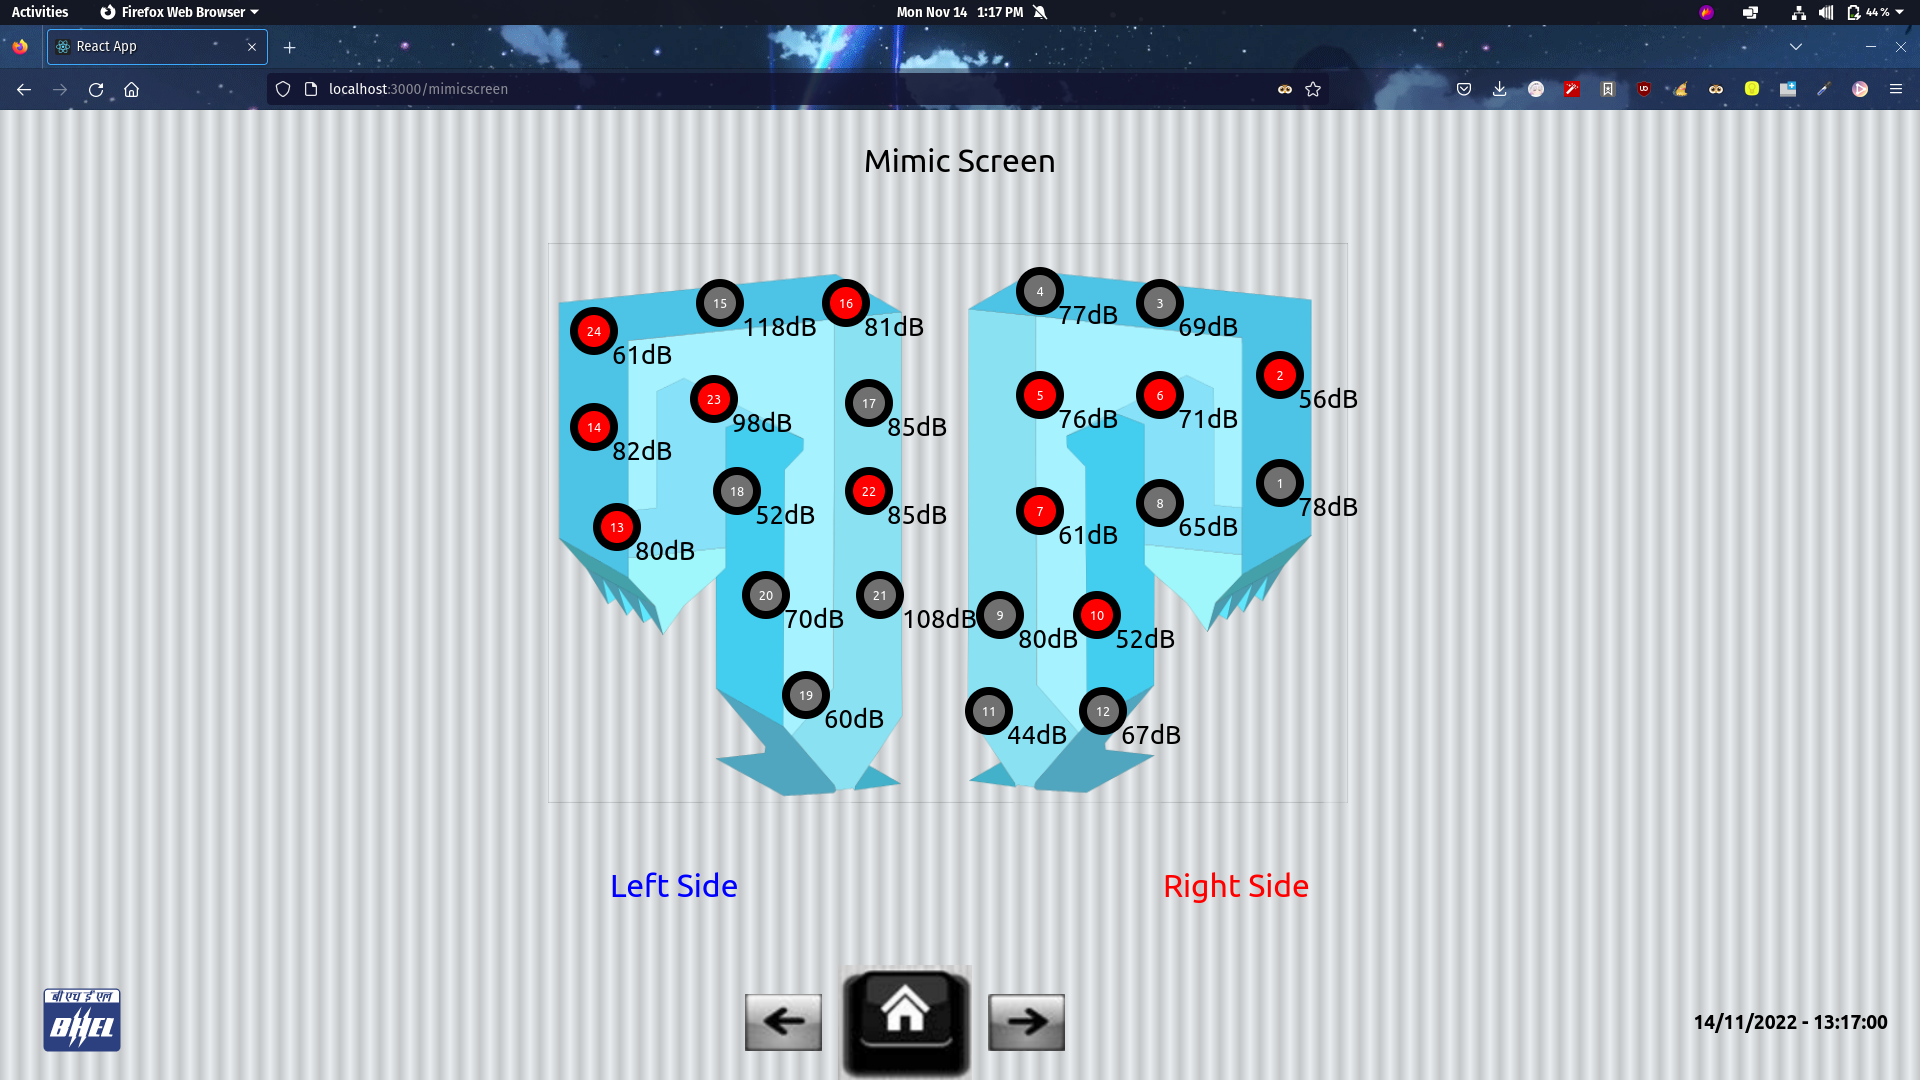 Activities
Firefox Web Browser
Mon Nov 14 1:17 PM
44 %
React App
localhost:3000/mimicscreen
Mimic Screen
4
77dB
15
118dB
16
81dB
3
69dB
24
61dB
2
56dB
23
98dB
17
85dB
5
76dB
6
71dB
14
82dB
18
52dB
22
85dB
1
78dB
8
65dB
7
61dB
13
80dB
20
70dB
21
108dB
9
80dB
10
52dB
19
60dB
11
44dB
12
67dB
Left Side
Right Side
बी एच ई एल
BHEL
14/11/2022 - 13:17:00